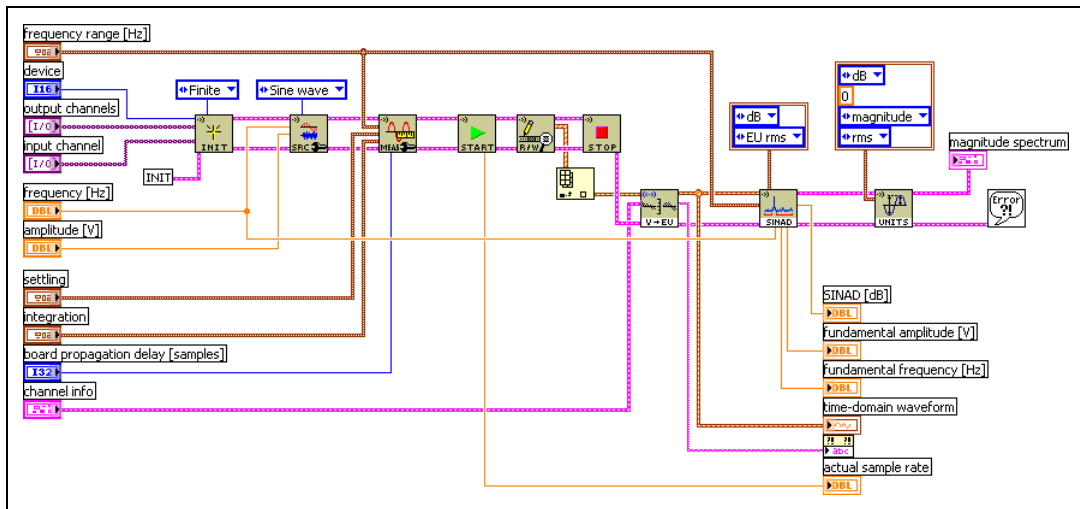 frequency range [Hz]
device
I16
output channels
[I/O]
input channel
[I/O]
INIT
frequency [Hz]
DBL
amplitude [V]
DBL
settling
integration
board propagation delay [samples]
I32
channel info
Finite
Sine wave
INIT
SRC
MEAS
START
R/W
STOP
V→EU
dB
EU rms
SINAD
dB
0
magnitude
rms
UNITS
magnitude spectrum
Error
?!
SINAD [dB]
DBL
fundamental amplitude [V]
DBL
fundamental frequency [Hz]
DBL
time-domain waveform
?! ?!
abc
actual sample rate
DBL